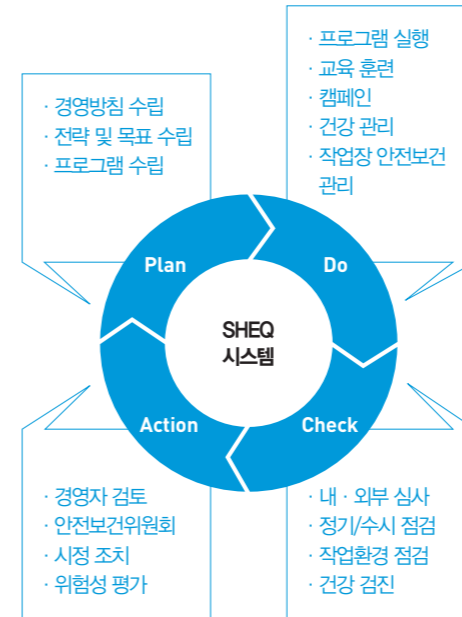 · 경영방침 수립
· 전략 및 목표 수립
· 프로그램 수립
· 프로그램 실행
· 교육 훈련
· 캠페인
· 건강 관리
· 작업장 안전보건
관리
Plan
Do
SHEQ
시스템
Action
Check
· 경영자 검토
· 안전보건위원회
· 시정 조치
· 위험성 평가
· 내 · 외부 심사
· 정기/수시 점검
· 작업환경 점검
· 건강 검진